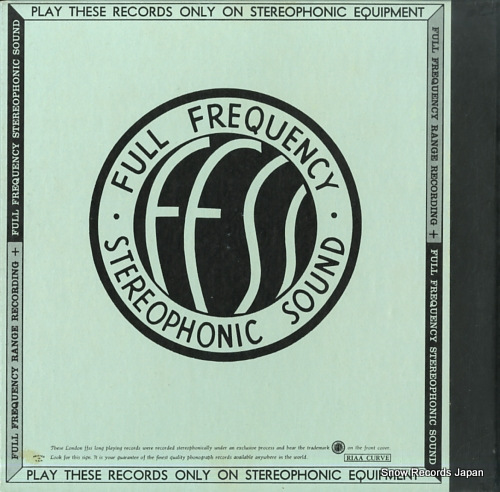 PLAY THESE RECORDS ONLY ON STEREOPHONIC EQUIPMENT
FULL FREQUENCY RANGE RECORDING + FULL FREQUENCY STEREOPHONIC SOUND
FULL FREQUENCY RANGE RECORDING + FULL FREQUENCY STEREOPHONIC SOUND
FULL FREQUENCY
· STEREOPHONIC SOUND ·
FFSS
These London ffss long playing records were recorded stereophonically under an exclusive process and bear the trademark on the front cover.
Look for this sign. It is your guarantee of the finest quality phonograph records available anywhere in the world.
RIAA CURVE
PLAY THESE RECORDS ONLY ON STEREOPHONIC EQUIPMENT
Snow Records Japan